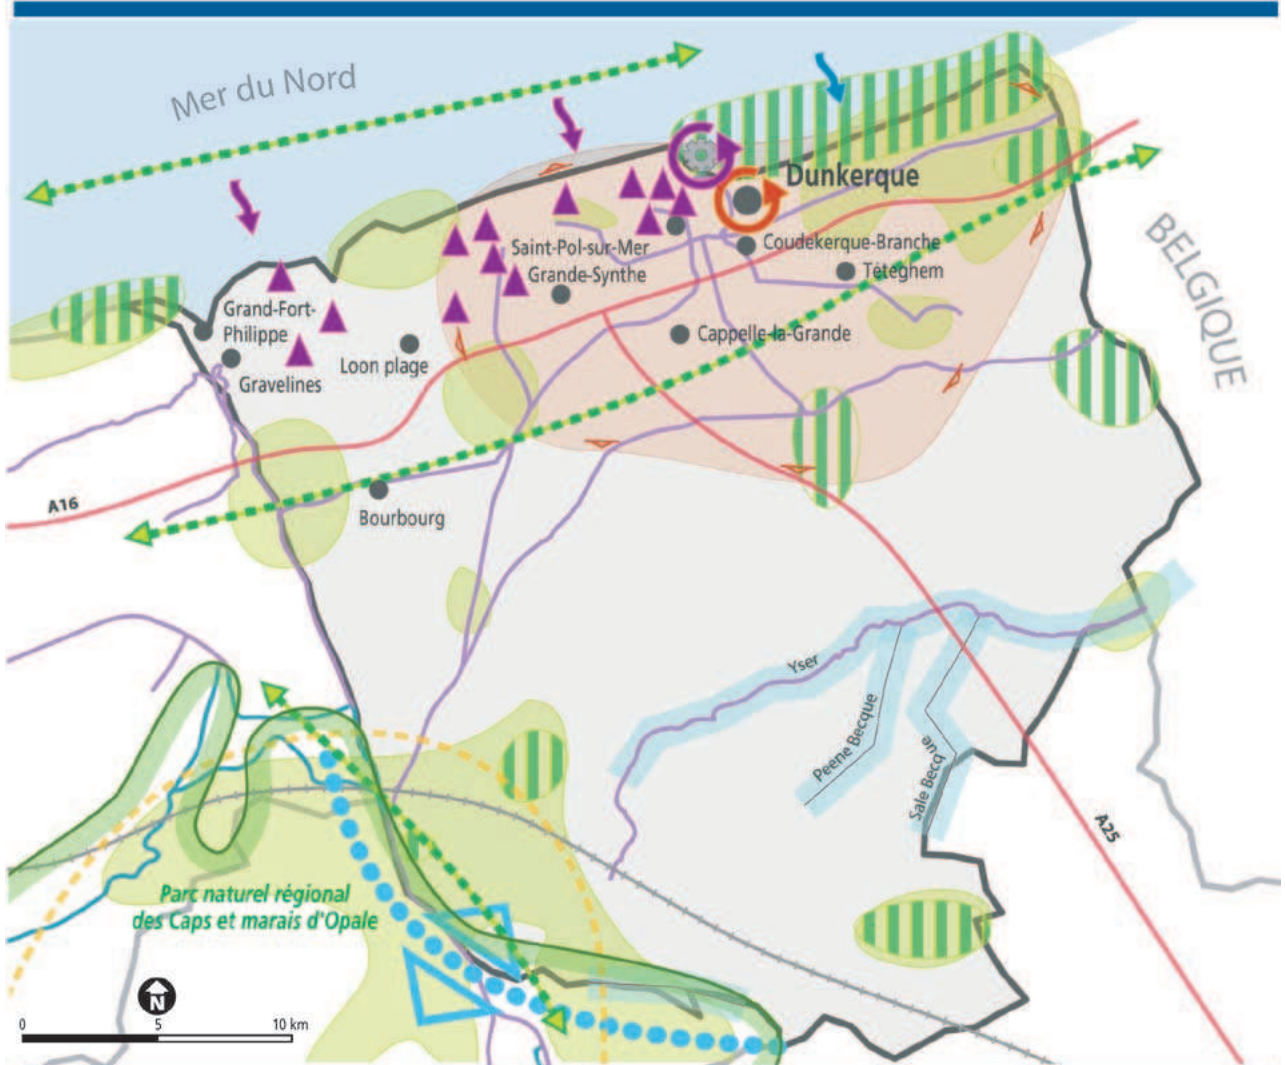 Mer du Nord
Dunkerque
BELGIQUE
Saint-Pol-sur-Mer
Coudekerque-Branche
Grande-Synthe
Téteghem
Grand-Fort-
Philippe
Cappelle-la-Grande
Loon plage
Gravelines
A16
Bourbourg
Yser
Peene Becque
Sale Becque
A25
Parc naturel régional
des Caps et marais d'Opale
N
0 5 10 km